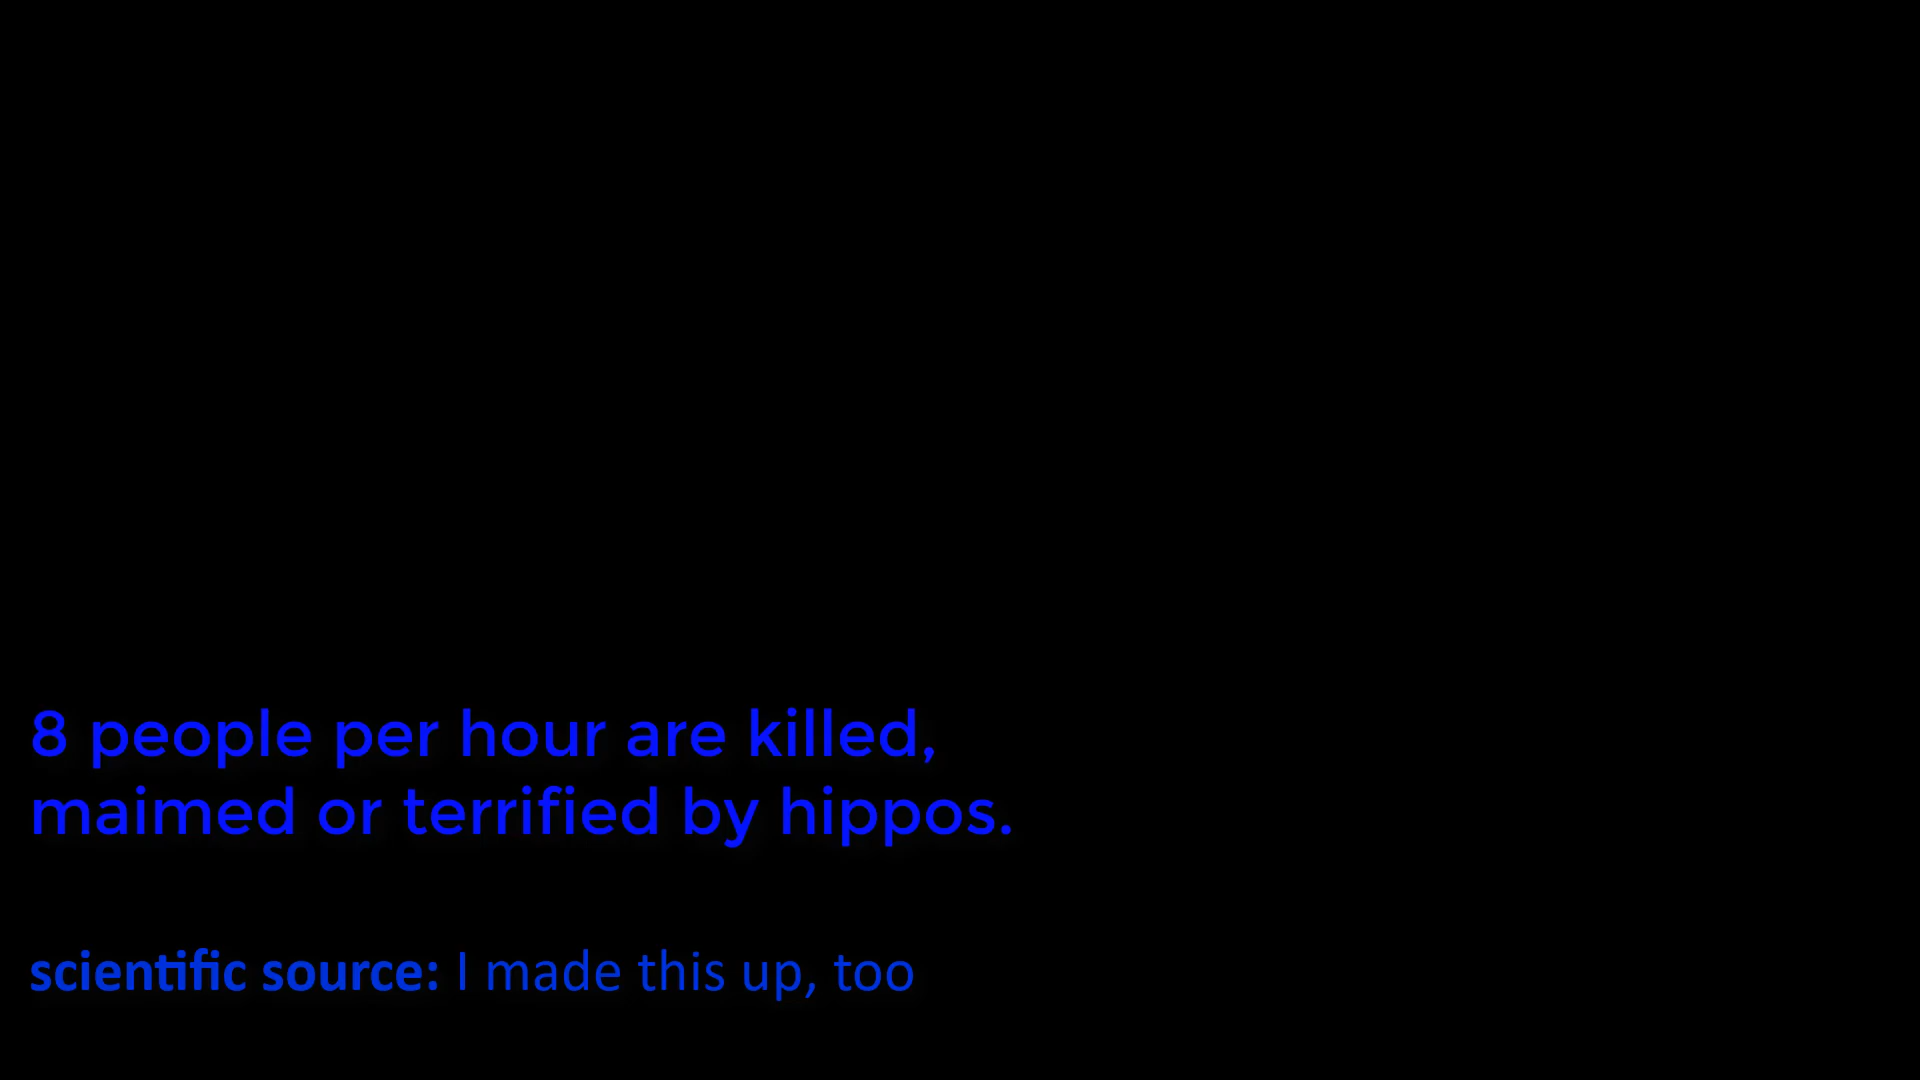 8 people per hour are killed,
maimed or terrified by hippos.
scientific source: I made this up, too